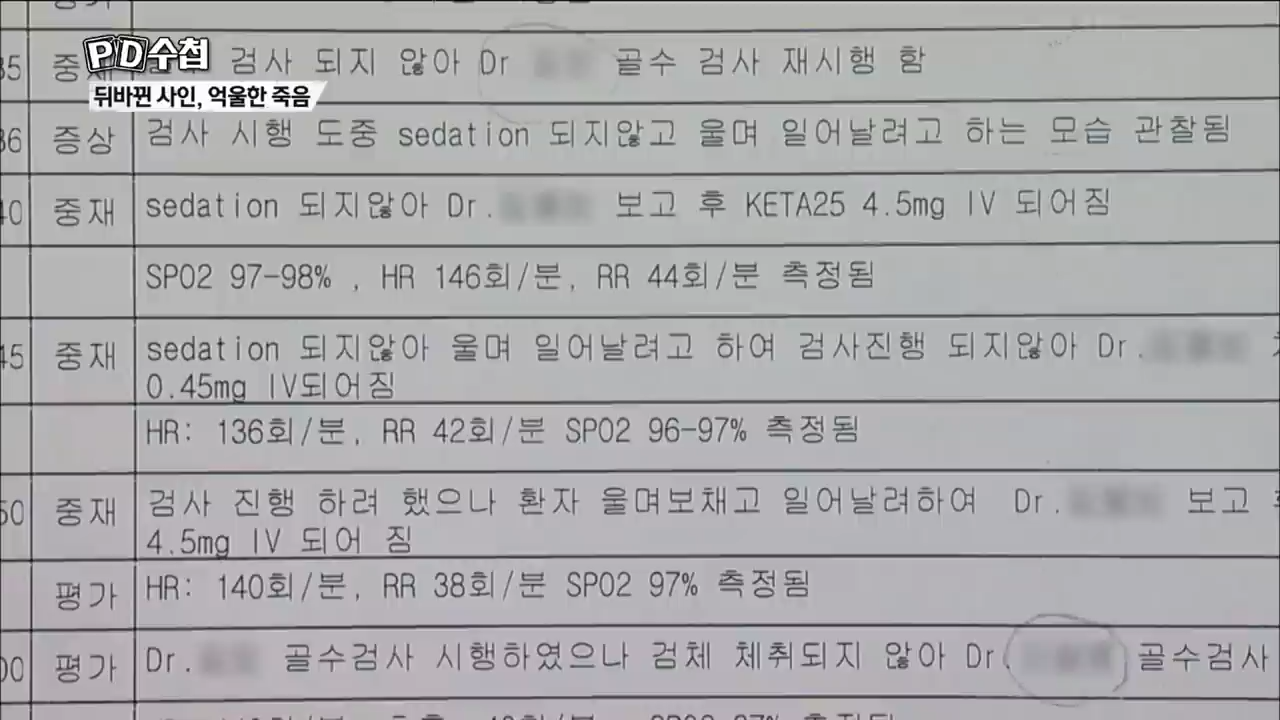 PD수첩
뒤바뀐 사인, 억울한 죽음
35 중재 검사 되지 않아 Dr 골수 검사 재시행 함
36 증상 검사 시행 도중 sedation 되지않고 울며 일어날려고 하는 모습 관찰됨
40 중재 sedation 되지않아 Dr. 보고 후 KETA25 4.5mg IV 되어짐
SPO2 97-98% , HR 146회/분, RR 44회/분 측정됨
45 중재 sedation 되지않아 울며 일어날려고 하여 검사진행 되지않아 Dr.
0.45mg IV되어짐
HR: 136회/분, RR 42회/분 SPO2 96-97% 측정됨
50 중재 검사 진행 하려 했으나 환자 울며보채고 일어날려하여 Dr. 보고
4.5mg IV 되어 짐
평가 HR: 140회/분, RR 38회/분 SPO2 97% 측정됨
00 평가 Dr. 골수검사 시행하였으나 검체 체취되지 않아 Dr. 골수검사